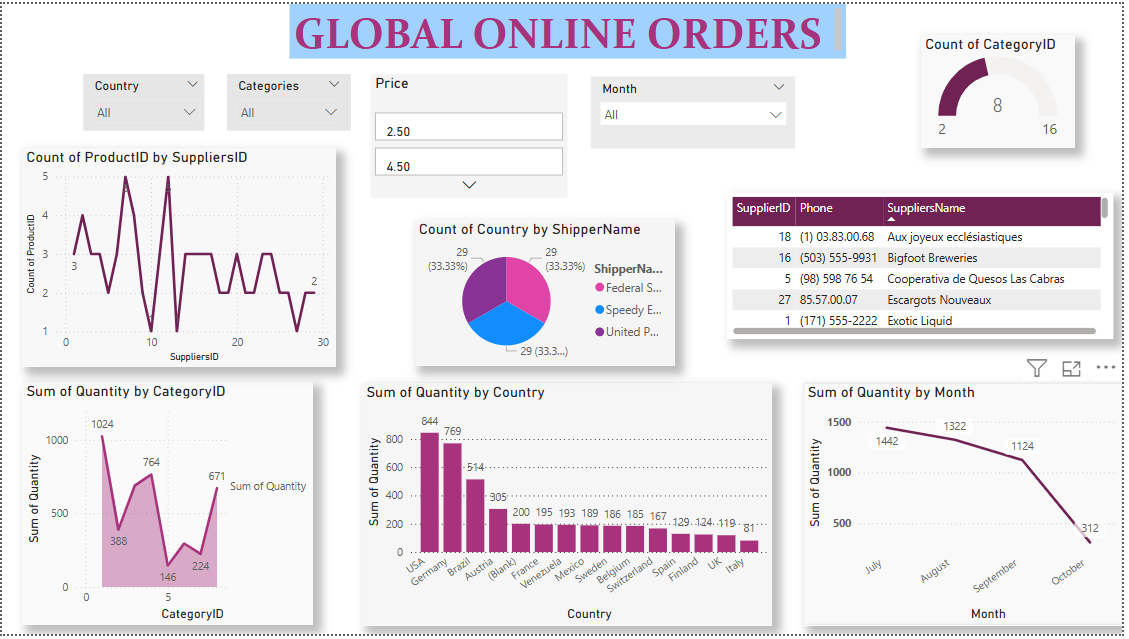 GLOBAL ONLINE ORDERS
Country
All
Categories
All
Price
2.50
4.50
Month
All
Count of CategoryID
8
2
16
Count of ProductID by SuppliersID
Count of ProductID
5
4
3
2
1
3
2
0
10
20
30
SuppliersID
Count of Country by ShipperName
29
(33.33%)
29
(33.33%)
29 (33.3...)
ShipperNa...
Federal S...
Speedy E...
United P...
SupplierID Phone SuppliersName
18 (1) 03.83.00.68 Aux joyeux ecclésiastiques
16 (503) 555-9931 Bigfoot Breweries
5 (98) 598 76 54 Cooperativa de Quesos Las Cabras
27 85.57.00.07 Escargots Nouveaux
1 (171) 555-2222 Exotic Liquid
Sum of Quantity by CategoryID
Sum of Quantity
1000
500
0
1024
388
764
146
224
671
Sum of Quantity
0
5
CategoryID
Sum of Quantity by Country
Sum of Quantity
800
600
400
200
0
844
769
514
305
200
195
193
189
186
185
167
129
124
119
81
USA
Germany
Brazil
Austria
(Blank)
France
Venezuela
Mexico
Sweden
Belgium
Switzerland
Spain
Finland
UK
Italy
Country
Sum of Quantity by Month
Sum of Quantity
1500
1000
500
1442
1322
1124
312
July
August
September
October
Month